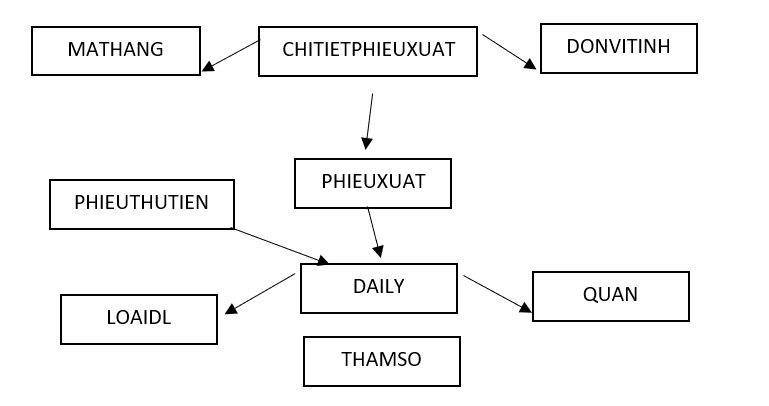 MATHANG
CHITIETPHIEUXUAT
DONVITINH
PHIEUXUAT
PHIEUTHUTIEN
DAILY
QUAN
LOAIDL
THAMSO